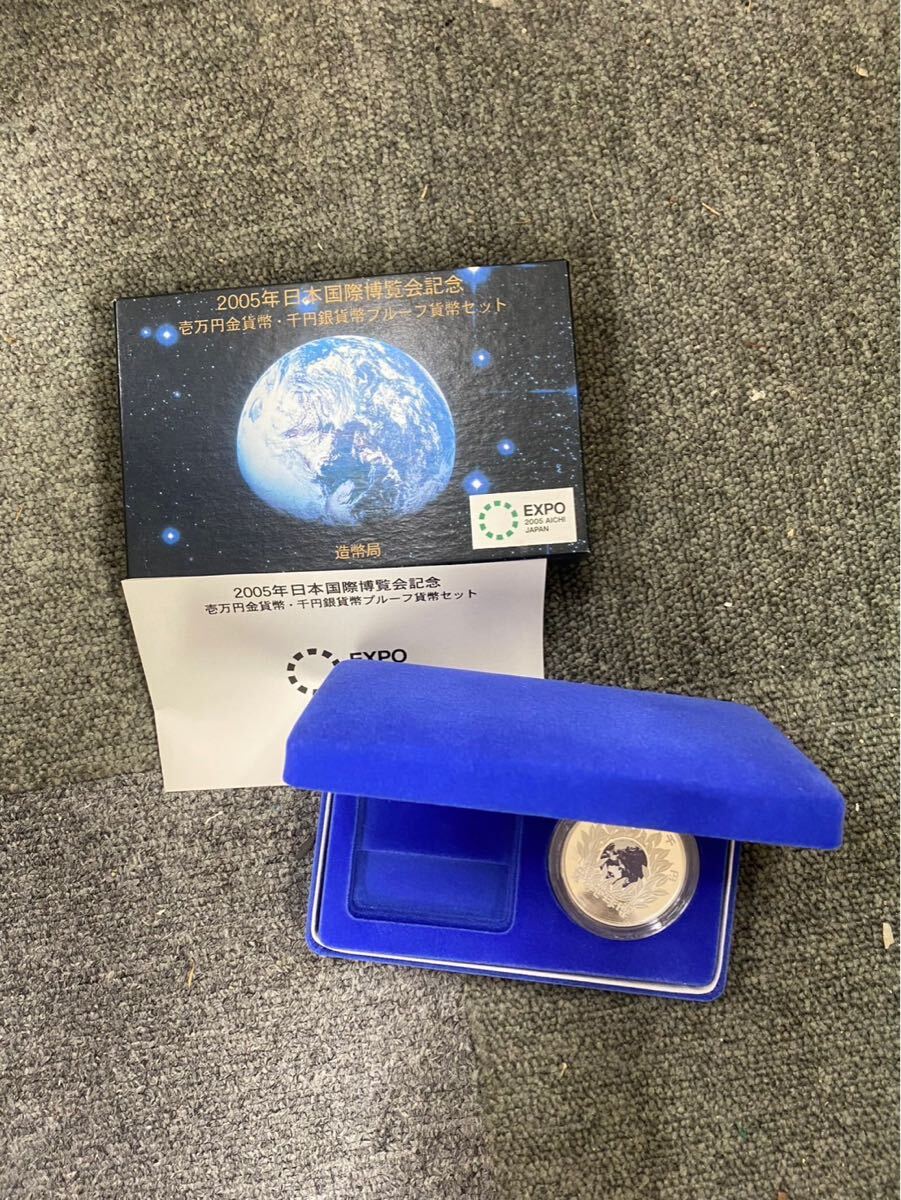 2005年日本国際博覧会記念
壱万円金貨幣・千円銀貨幣プルーフ貨幣セット
EXPO
2005 AICHI
JAPAN
造幣局
2005年日本国際博覧会記念
壱万円金貨幣・千円銀貨幣プルーフ貨幣セット
EXPO
千円